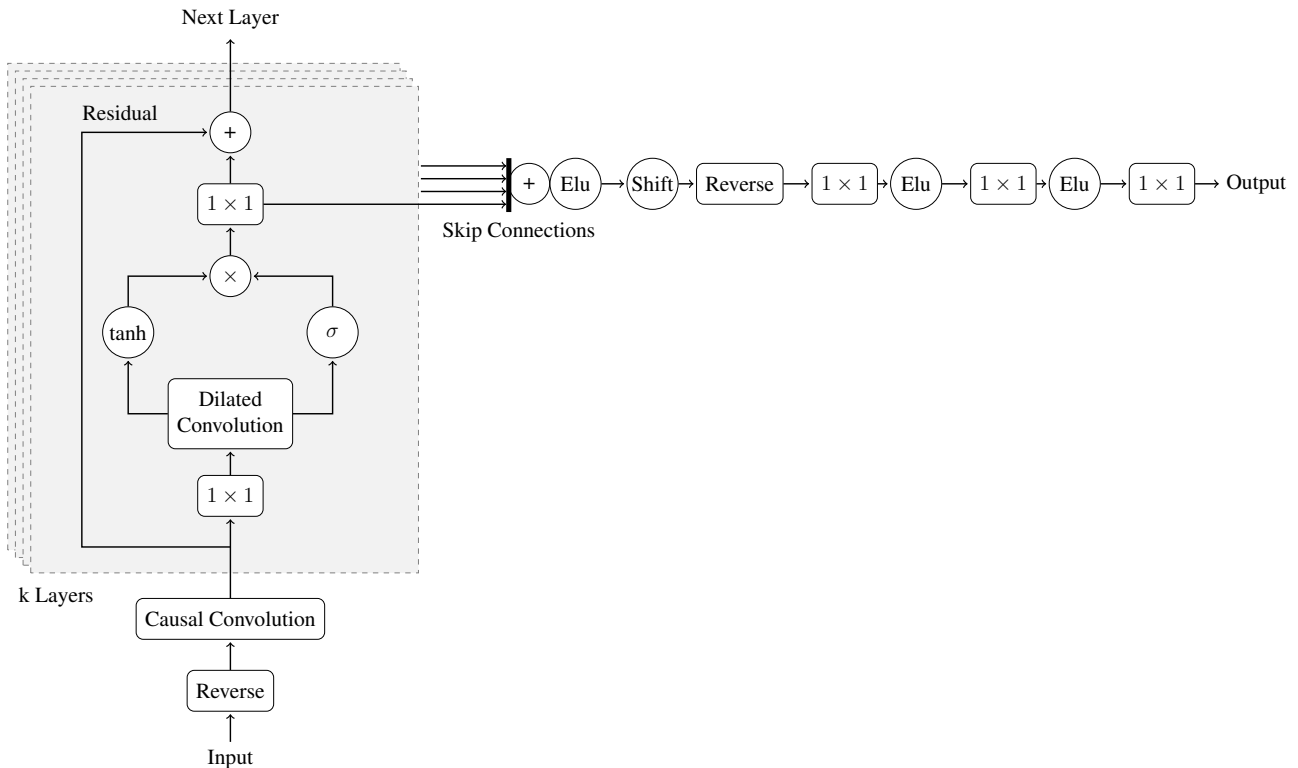 Next Layer
Residual
+
1 × 1
×
tanh
σ
Dilated
Convolution
1 × 1
k Layers
Causal Convolution
Reverse
Input
+
Elu
Shift
Reverse
1 × 1
Elu
1 × 1
Elu
1 × 1
Output
Skip Connections